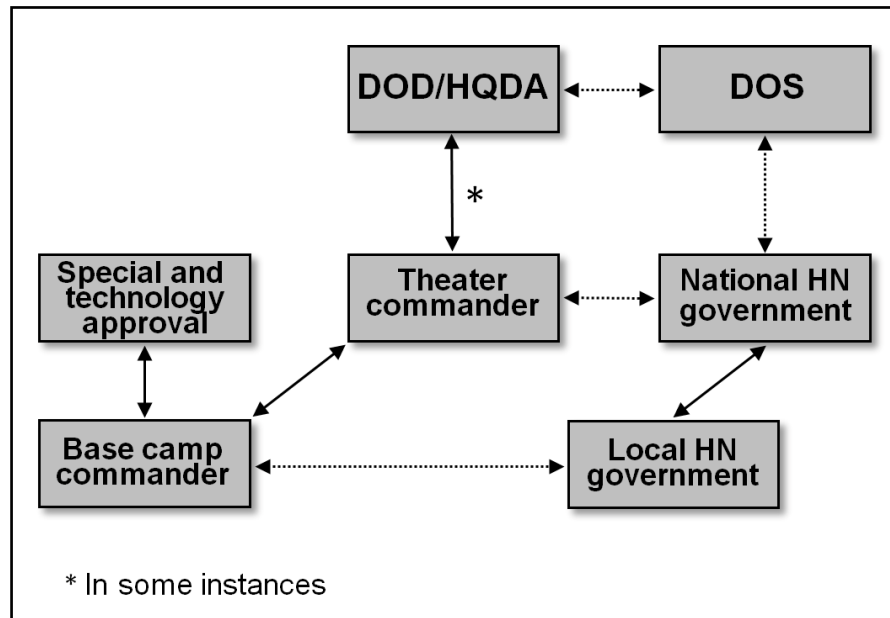 DOD/HQDA
DOS
*
Special and
technology
approval
Theater
commander
National HN
government
Base camp
commander
Local HN
government
* In some instances